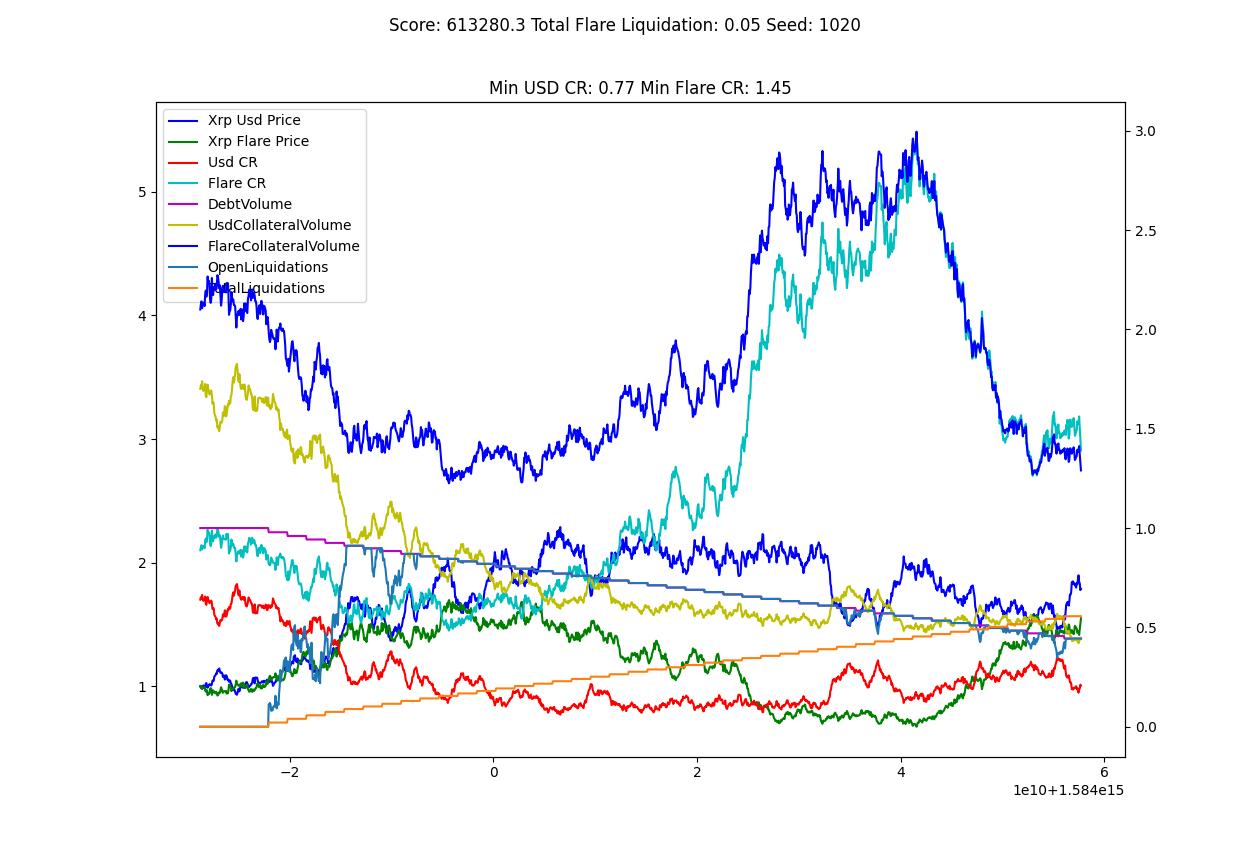 Score: 613280.3 Total Flare Liquidation: 0.05 Seed: 1020
Min USD CR: 0.77 Min Flare CR: 1.45
Xrp Usd Price
Xrp Flare Price
Usd CR
Flare CR
DebtVolume
UsdCollateralVolume
FlareCollateralVolume
OpenLiquidations
TotalLiquidations
5
4
3
2
1
3.0
2.5
2.0
1.5
1.0
0.5
0.0
−2 0 2 4 6
1e10+1.584e15